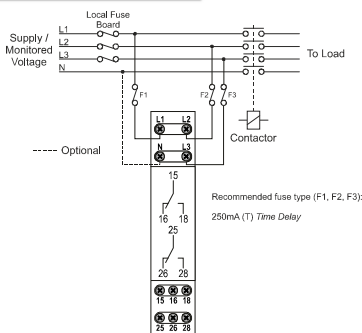 Local Fuse
Board
Supply /
Monitored
Voltage
L1
L2
L3
N
To Load
F1
F2
F3
Contactor
Optional
L1 L2
N L3
15
16 18
25
26 28
15 16 18
25 26 28
Recommended fuse type (F1, F2, F3):
250mA (T) Time Delay